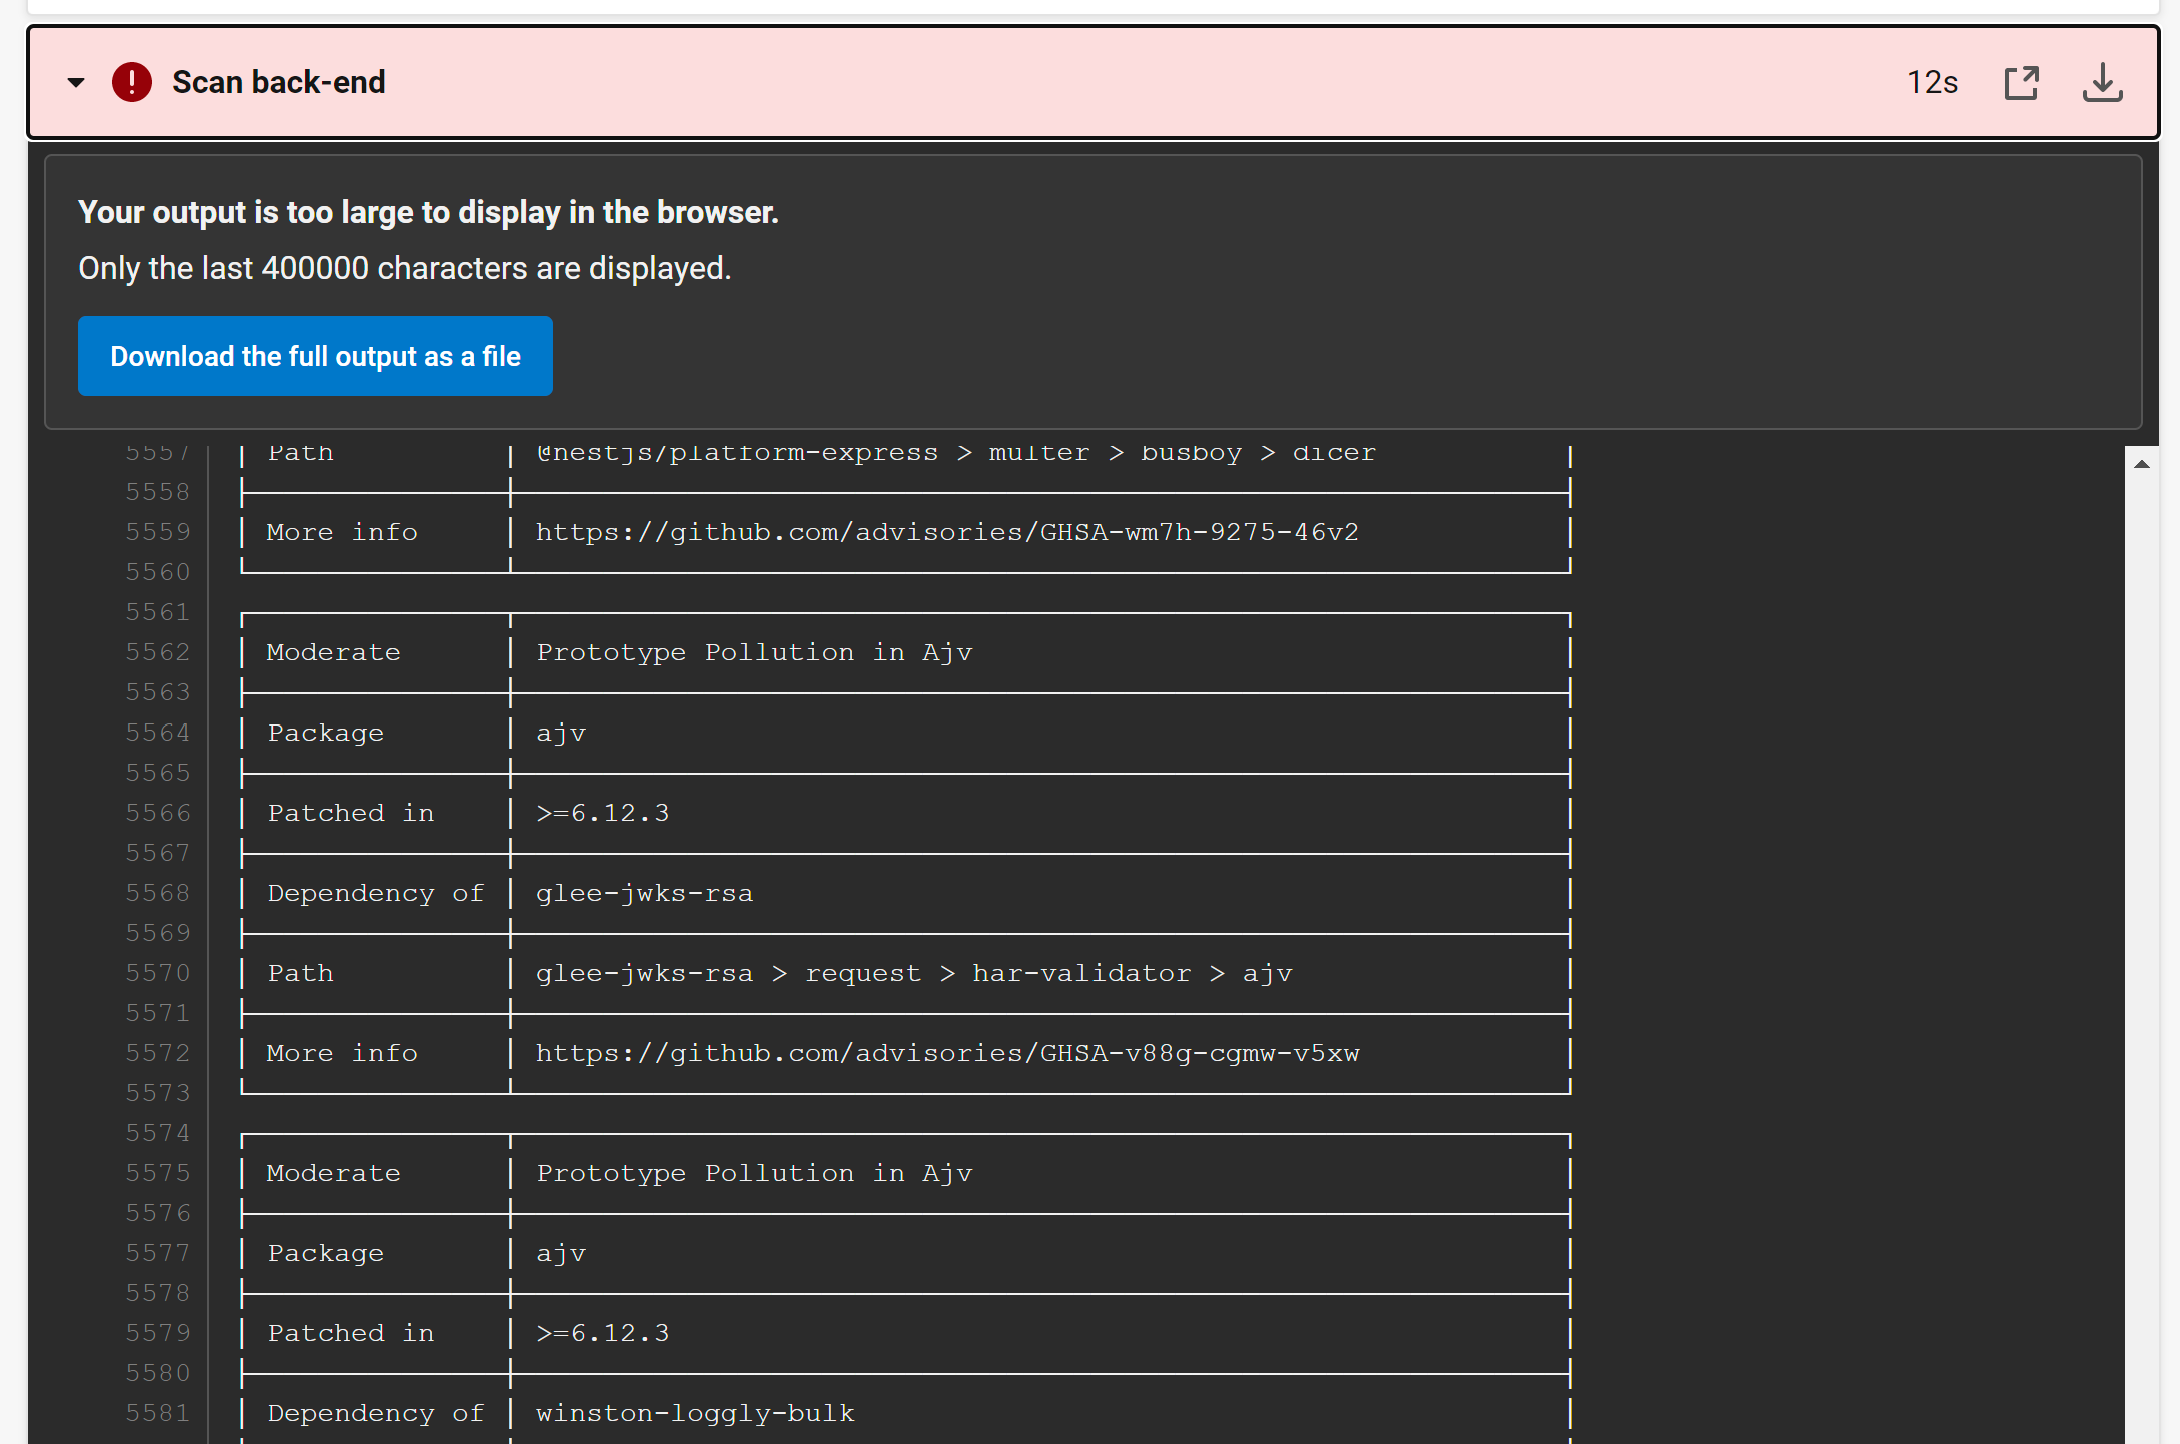 Scan back-end 12s
Your output is too large to display in the browser.
Only the last 400000 characters are displayed.
Download the full output as a file
5557 Path @nestjs/platform-express > multer > busboy > dicer
5558
5559 More info https://github.com/advisories/GHSA-wm7h-9275-46v2
5560
5561
5562 Moderate Prototype Pollution in Ajv
5563
5564 Package ajv
5565
5566 Patched in >=6.12.3
5567
5568 Dependency of glee-jwks-rsa
5569
5570 Path glee-jwks-rsa > request > har-validator > ajv
5571
5572 More info https://github.com/advisories/GHSA-v88g-cgmw-v5xw
5573
5574
5575 Moderate Prototype Pollution in Ajv
5576
5577 Package ajv
5578
5579 Patched in >=6.12.3
5580
5581 Dependency of winston-loggly-bulk